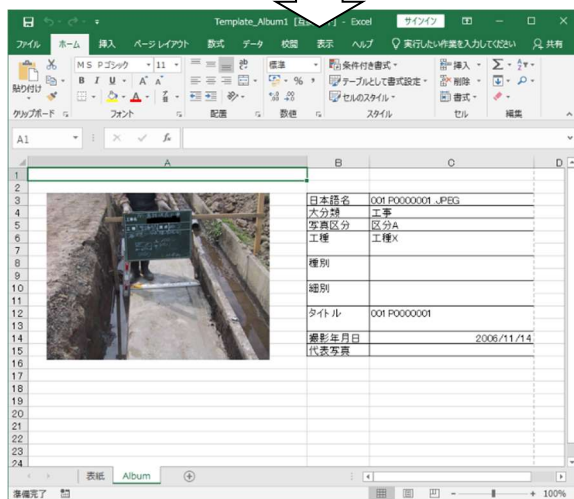 Template_Album1 [互 - Excel
サインイン
ファイル ホーム 挿入 ページレイアウト 数式 データ 校閲 表示 ヘルプ 実行したい作業を入力してください 共有
貼り付け
MS Pゴシック 11
B I U A A
標準
% ,
条件付き書式
テーブルとして書式設定
セルのスタイル
挿入
削除
書式
クリップボード フォント 配置 数値 スタイル セル 編集
A1 fx
A B C D
1
2
3 日本語名 001 P0000001 .JPEG
4 大分類 工事
5 写真区分 区分A
6 工種 工種X
7
8 種別
9
10 細別
11
12 タイトル 001 P0000001
13
14 撮影年月日 2006/11/14
15 代表写真
16
17
18
19
20
21
22
23
24
表紙 Album
準備完了 100%